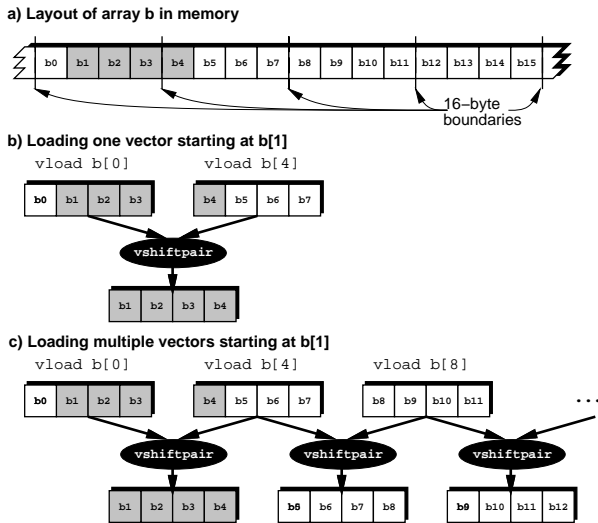 a) Layout of array b in memory
b0 b1 b2 b3 b4 b5 b6 b7 b8 b9 b10 b11 b12 b13 b14 b15
16-byte
boundaries
b) Loading one vector starting at b[1]
vload b[0] vload b[4]
b0 b1 b2 b3 b4 b5 b6 b7
vshiftpair
b1 b2 b3 b4
c) Loading multiple vectors starting at b[1]
vload b[0] vload b[4] vload b[8]
b0 b1 b2 b3 b4 b5 b6 b7 b8 b9 b10 b11 ...
vshiftpair vshiftpair vshiftpair
b1 b2 b3 b4 b5 b6 b7 b8 b9 b10 b11 b12